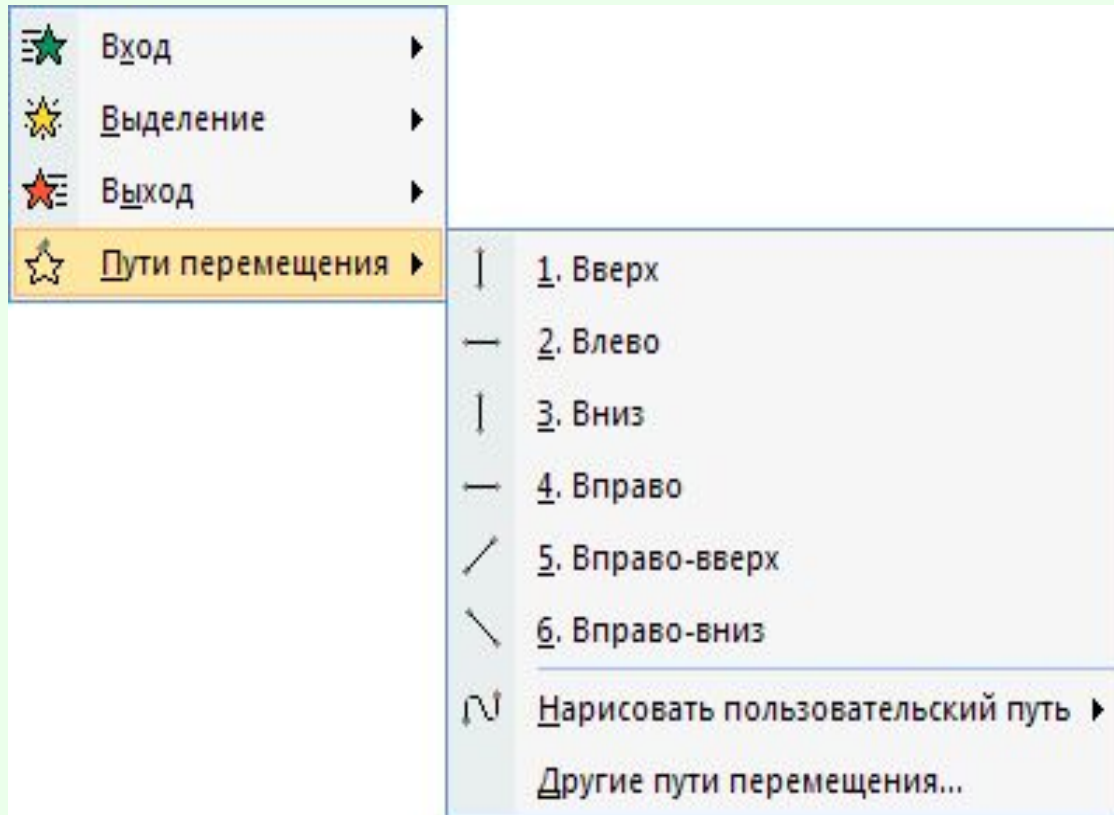 Вход
Выделение
Выход
Пути перемещения
1. Вверх
2. Влево
3. Вниз
4. Вправо
5. Вправо-вверх
6. Вправо-вниз
Нарисовать пользовательский путь
Другие пути перемещения...